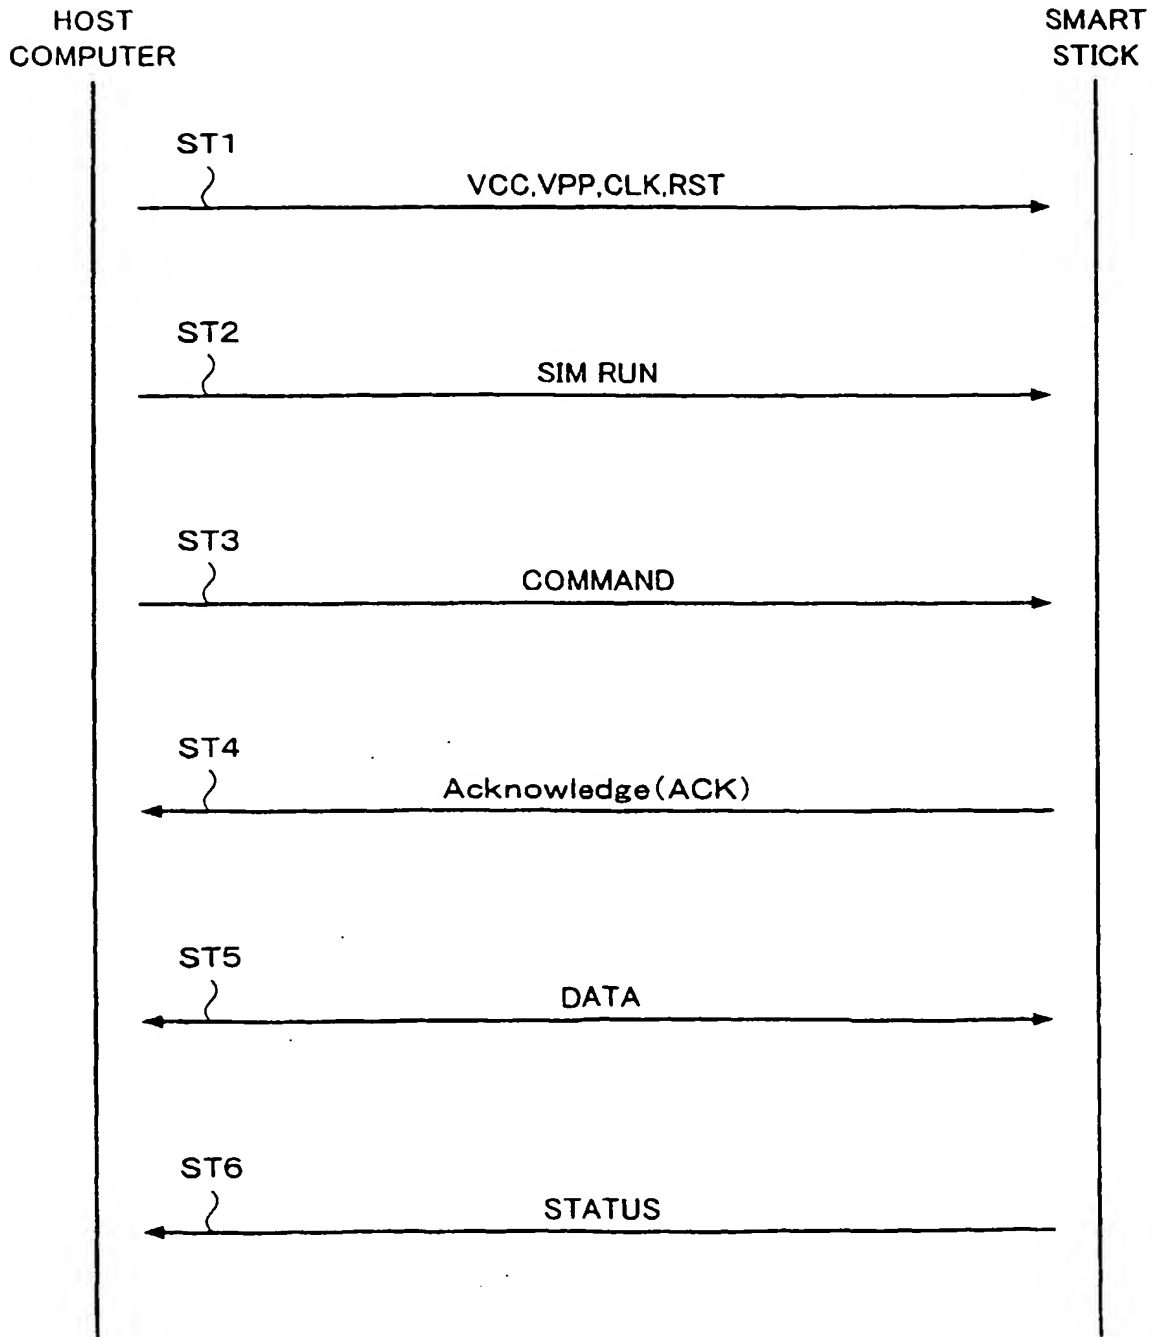 HOST
COMPUTER
SMART
STICK
ST1
VCC,VPP,CLK,RST
ST2
SIM RUN
ST3
COMMAND
ST4
Acknowledge(ACK)
ST5
DATA
ST6
STATUS